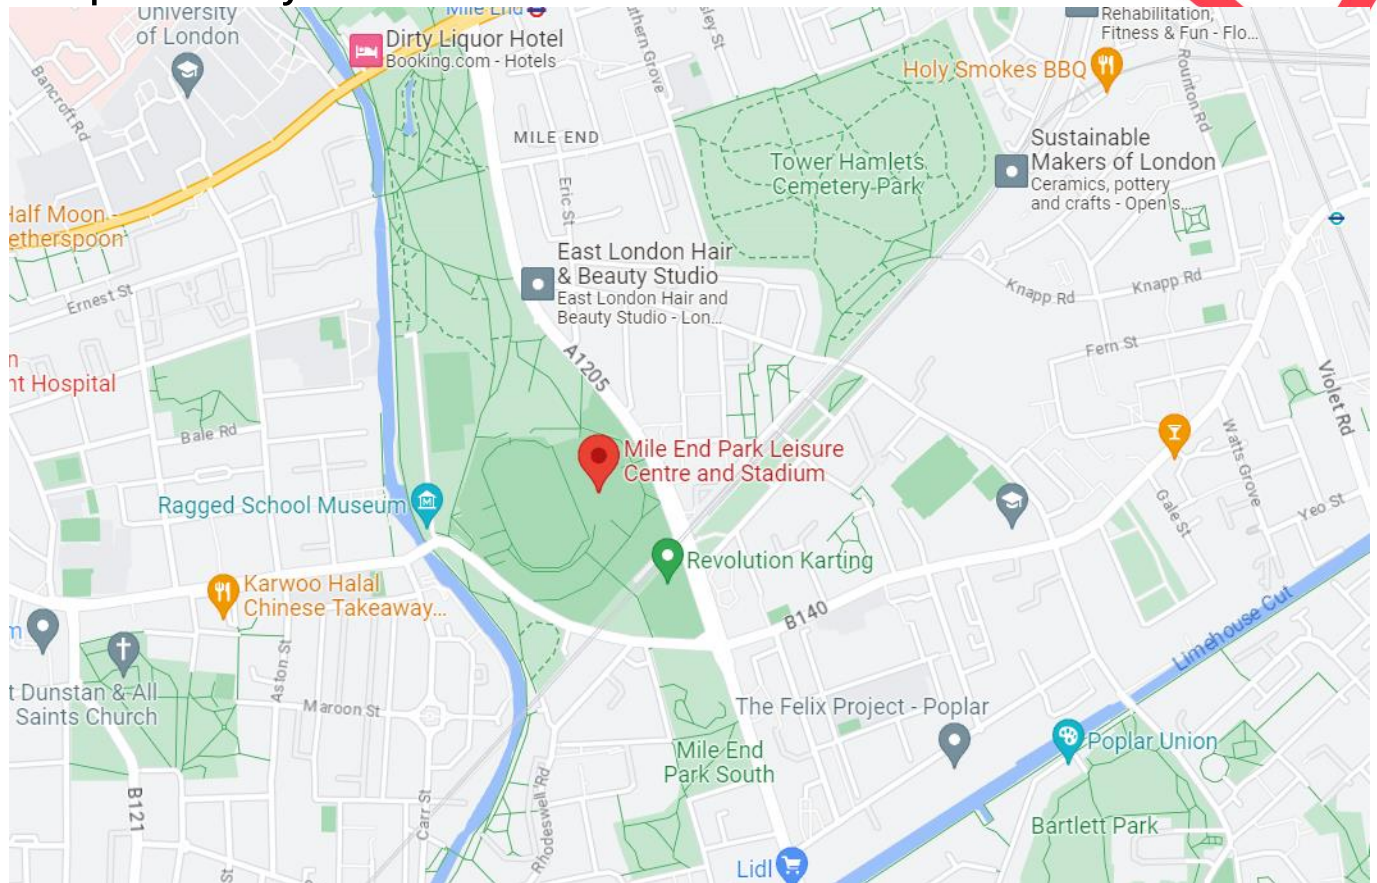 University
of London
Mile End
Dirty Liquor Hotel
Booking.com - Hotels
Rehabilitation,
Fitness & Fun - Flo...
Holy Smokes BBQ
Bancroft Rd
Rounton Rd
MILE END
Tower Hamlets
Cemetery Park
Sustainable
Makers of London
Ceramics, pottery
and crafts - Open s...
Eric St
Half Moon -
etherspoon
East London Hair
& Beauty Studio
East London Hair and
Beauty Studio - Lon...
Ernest St
Knapp Rd
Knapp Rd
Fern St
A1205
nt Hospital
Violet Rd
Bale Rd
Mile End Park Leisure
Centre and Stadium
Watts Grove
Ragged School Museum
Gale St
Yeo St
Revolution Karting
Karwoo Halal
Chinese Takeaway...
B140
Limehouse Cut
Aston St
t Dunstan & All
Saints Church
Maroon St
The Felix Project - Poplar
Poplar Union
Mile End
Park South
B121
Carr St
Rhodeswell Rd
Bartlett Park
Lidl